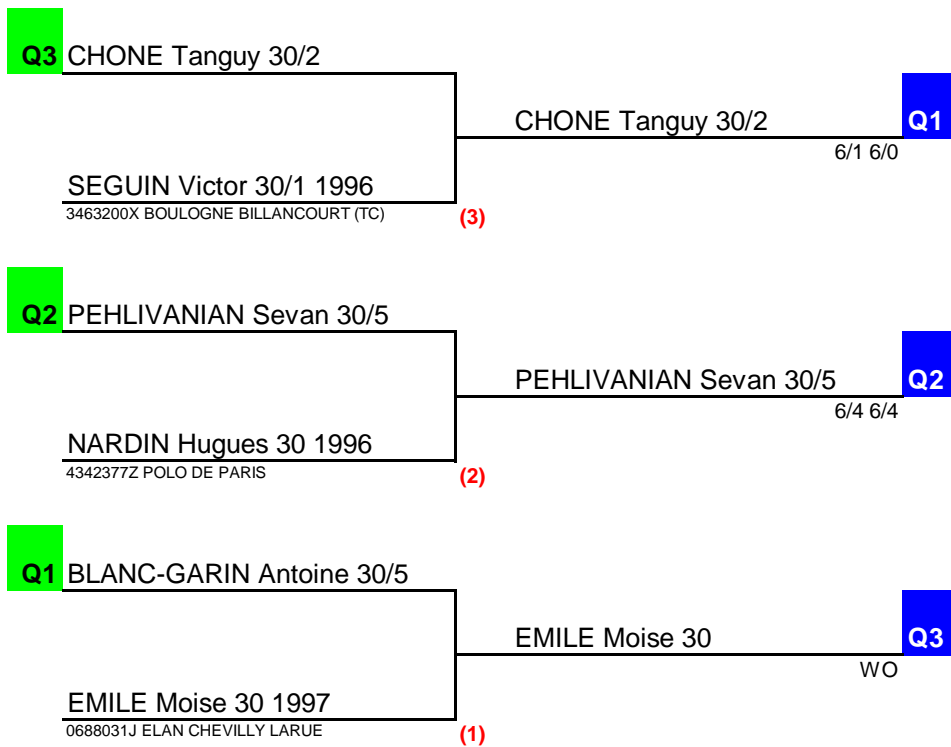 Q3 CHONE Tanguy 30/2
CHONE Tanguy 30/2 Q1
6/1 6/0
SEGUIN Victor 30/1 1996
3463200X BOULOGNE BILLANCOURT (TC)
(3)
Q2 PEHLIVANIAN Sevan 30/5
PEHLIVANIAN Sevan 30/5 Q2
6/4 6/4
NARDIN Hugues 30 1996
4342377Z POLO DE PARIS
(2)
Q1 BLANC-GARIN Antoine 30/5
EMILE Moise 30 Q3
WO
EMILE Moise 30 1997
0688031J ELAN CHEVILLY LARUE
(1)